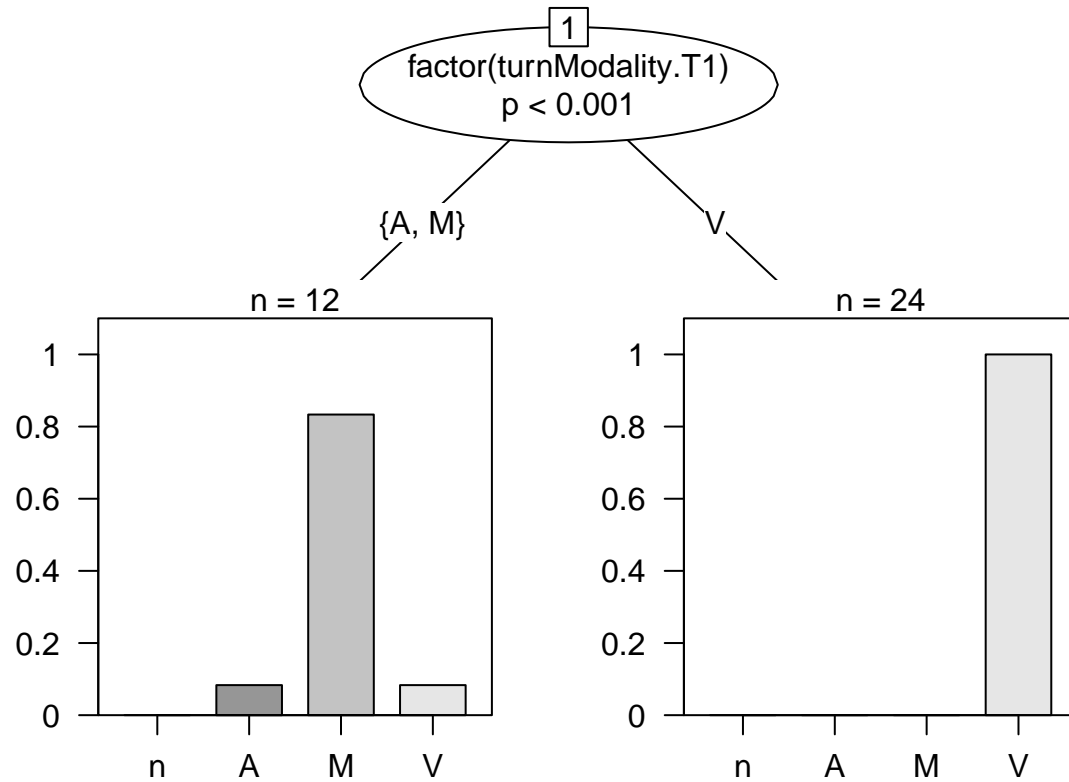 1
factor(turnModality.T1)
p < 0.001
{A, M}
V
n = 12
1
0.8
0.6
0.4
0.2
0
n A M V
n = 24
1
0.8
0.6
0.4
0.2
0
n A M V